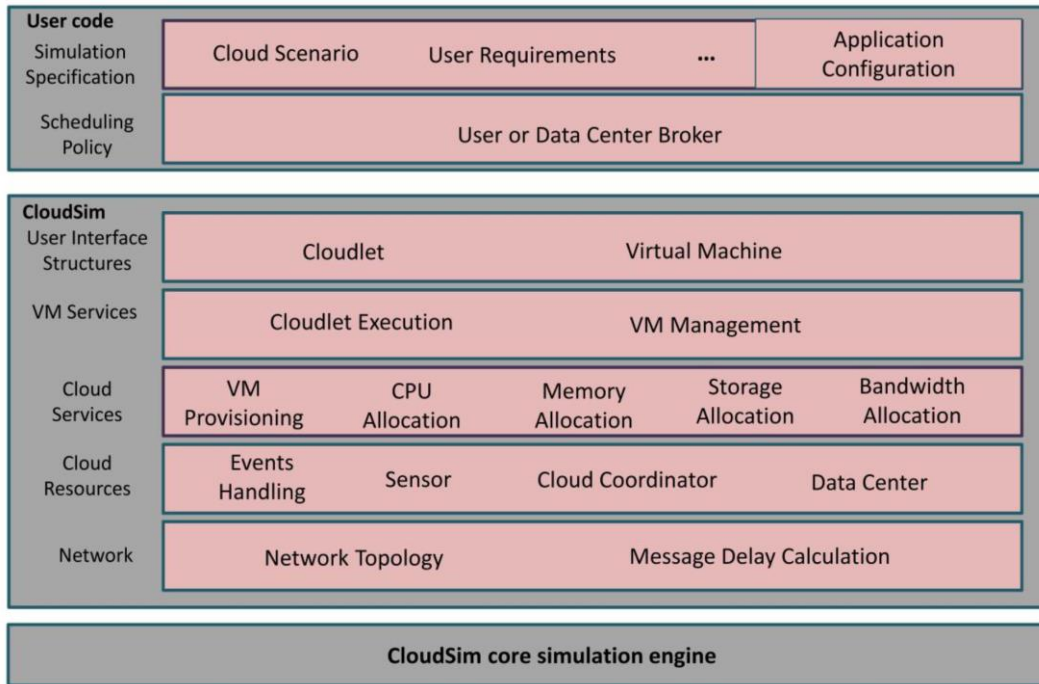 User code
Simulation
Specification
Cloud Scenario
User Requirements
...
Application
Configuration
Scheduling
Policy
User or Data Center Broker
CloudSim
User Interface
Structures
Cloudlet
Virtual Machine
VM Services
Cloudlet Execution
VM Management
Cloud
Services
VM
Provisioning
CPU
Allocation
Memory
Allocation
Storage
Allocation
Bandwidth
Allocation
Cloud
Resources
Events
Handling
Sensor
Cloud Coordinator
Data Center
Network
Network Topology
Message Delay Calculation
CloudSim core simulation engine